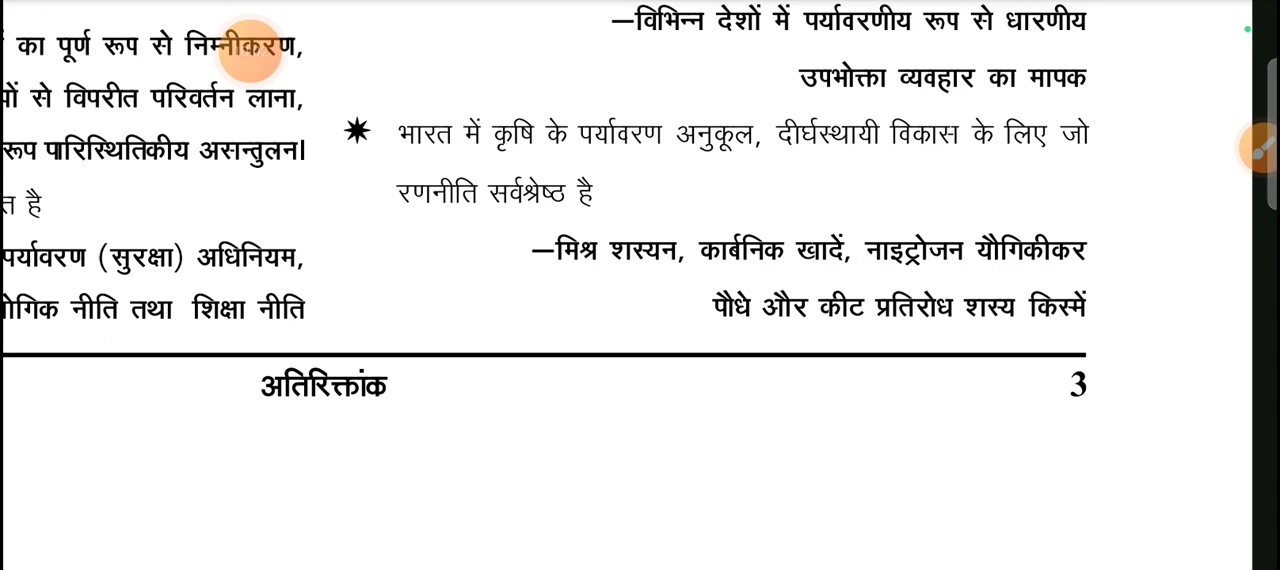 का पूर्ण रूप से निम्नीकरण,
से विपरीत परिवर्तन लाना,
रूप पारिस्थितिकीय असन्तुलन।
है
पर्यावरण (सुरक्षा) अधिनियम,
नीति तथा शिक्षा नीति
—विभिन्न देशों में पर्यावरणीय रूप से धारणीय
उपभोक्ता व्यवहार का मापक
✷ भारत में कृषि के पर्यावरण अनुकूल, दीर्घस्थायी विकास के लिए जो
रणनीति सर्वश्रेष्ठ है
—मिश्र शस्यन, कार्बनिक खादें, नाइट्रोजन यौगिकीकर
पौधे और कीट प्रतिरोध शस्य किस्में
अतिरिक्तांक 3